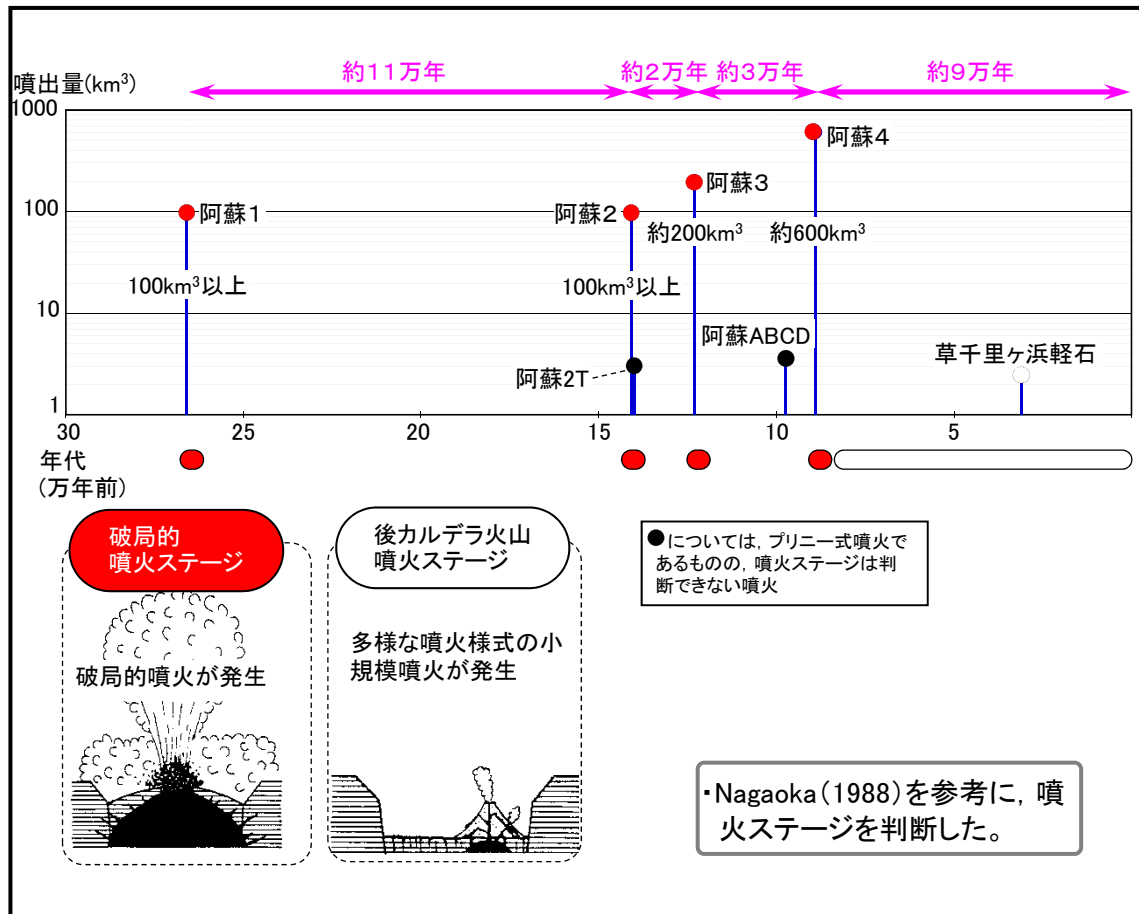 約11万年
約2万年
約3万年
約9万年
噴出量(km³)
1000
100
10
1
阿蘇1
100km³以上
阿蘇2
100km³以上
阿蘇2T
阿蘇3
約200km³
阿蘇ABCD
阿蘇4
約600km³
草千里ヶ浜軽石
30
25
20
15
10
5
年代
(万年前)
破局的
噴火ステージ
破局的噴火が発生
後カルデラ火山
噴火ステージ
多様な噴火様式の小
規模噴火が発生
●については，プリニー式噴火で
あるものの，噴火ステージは判
断できない噴火
・Nagaoka（1988）を参考に，噴
火ステージを判断した。